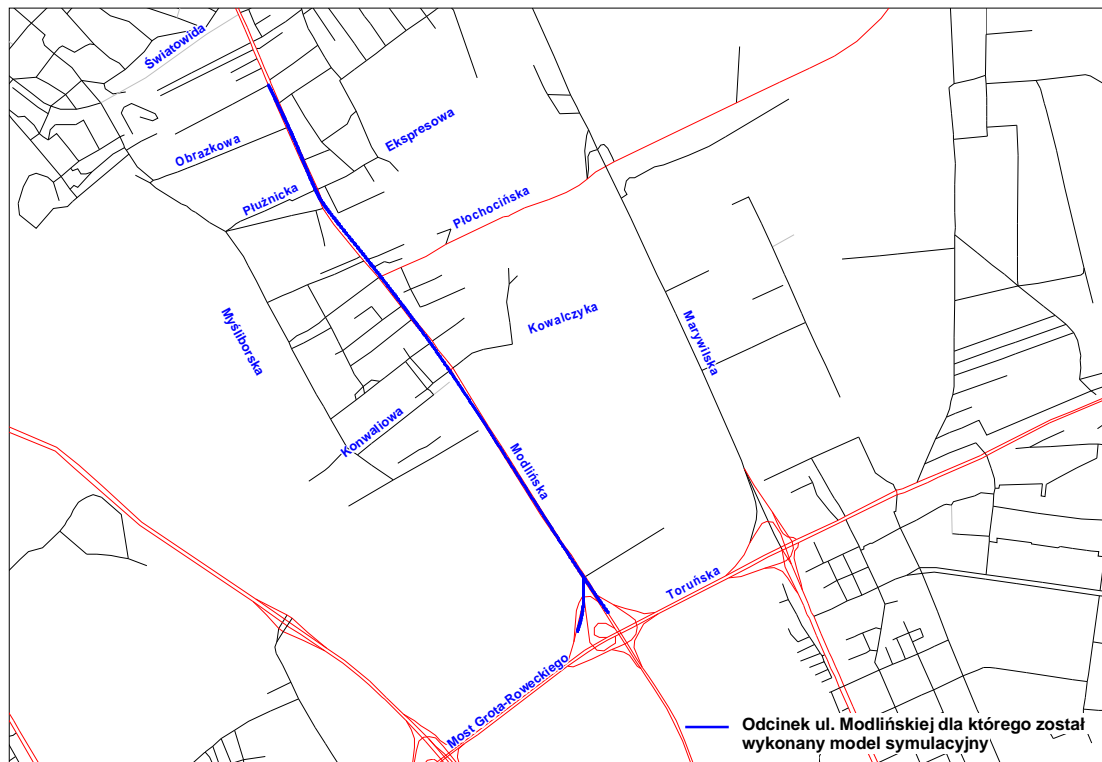 Światowida
Obrazkowa
Ekspresowa
Płużnicka
Płochocińska
Myśliborska
Kowalczyka
Marywilska
Konwaliowa
Modlińska
Toruńska
Most Grota-Roweckiego
Odcinek ul. Modlińskiej dla którego został
wykonany model symulacyjny